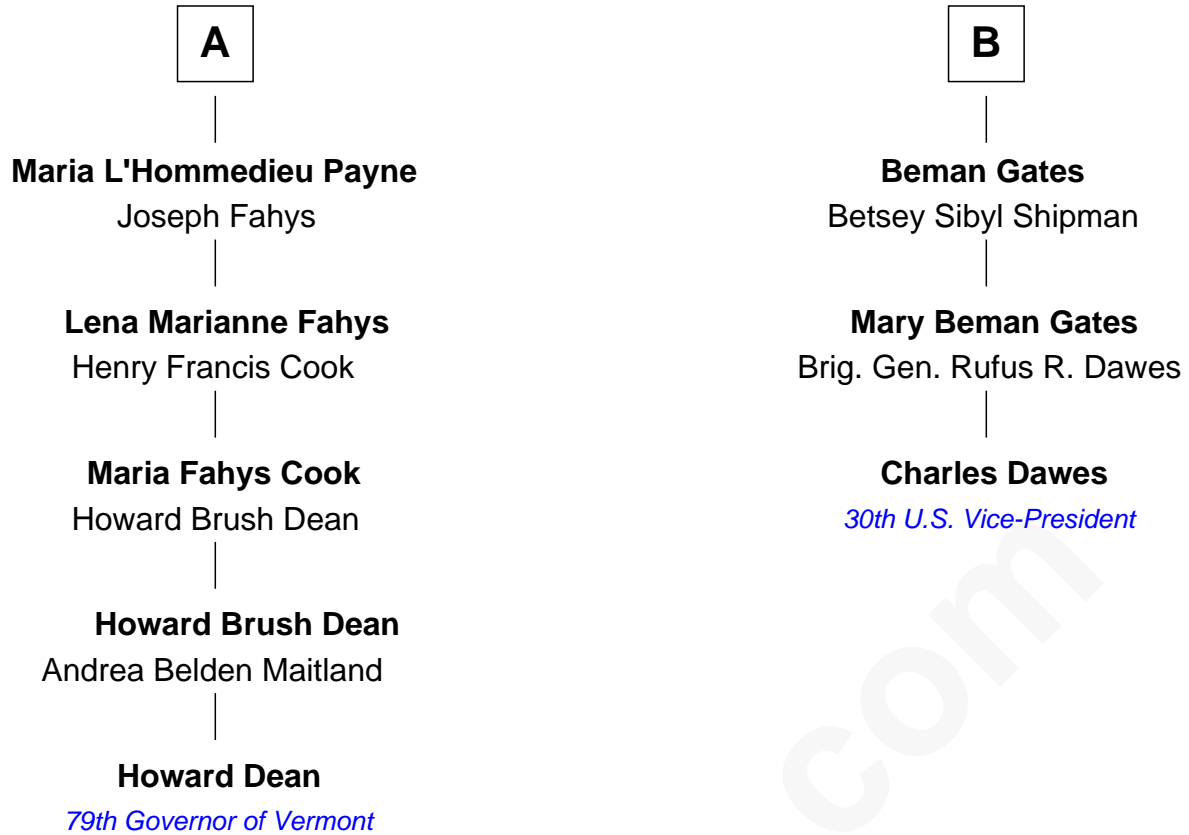 A
Maria L'Hommedieu Payne
Joseph Fahys
Lena Marianne Fahys
Henry Francis Cook
Maria Fahys Cook
Howard Brush Dean
Howard Brush Dean
Andrea Belden Maitland
Howard Dean
79th Governor of Vermont
B
Beman Gates
Betsey Sibyl Shipman
Mary Beman Gates
Brig. Gen. Rufus R. Dawes
Charles Dawes
30th U.S. Vice-President
com